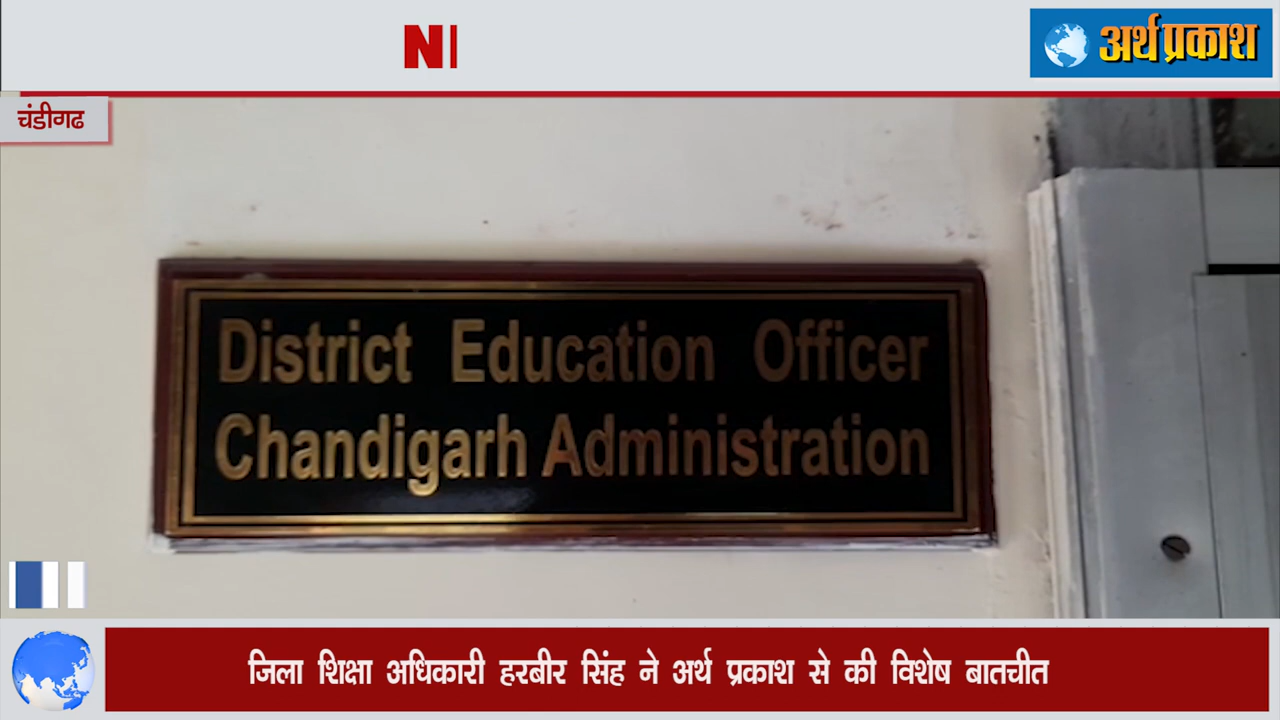 N
अर्थ प्रकाश
चंडीगढ
District Education Officer
Chandigarh Administration
जिला शिक्षा अधिकारी हरबीर सिंह ने अर्थ प्रकाश से की विशेष बातचीत